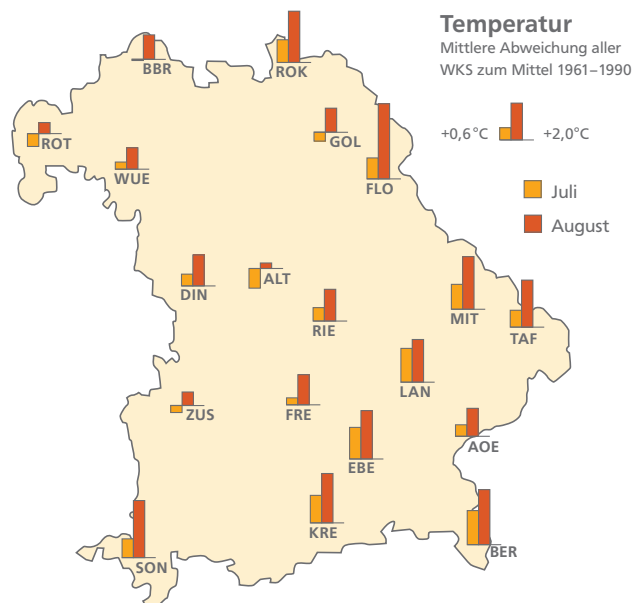 Temperatur
Mittlere Abweichung aller
WKS zum Mittel 1961–1990
+0,6 °C +2,0°C
Juli
August
BBR
ROK
ROT
GOL
WUE
FLO
DIN
ALT
RIE
MIT
TAF
LAN
ZUS
FRE
AOE
EBE
KRE
BER
SON